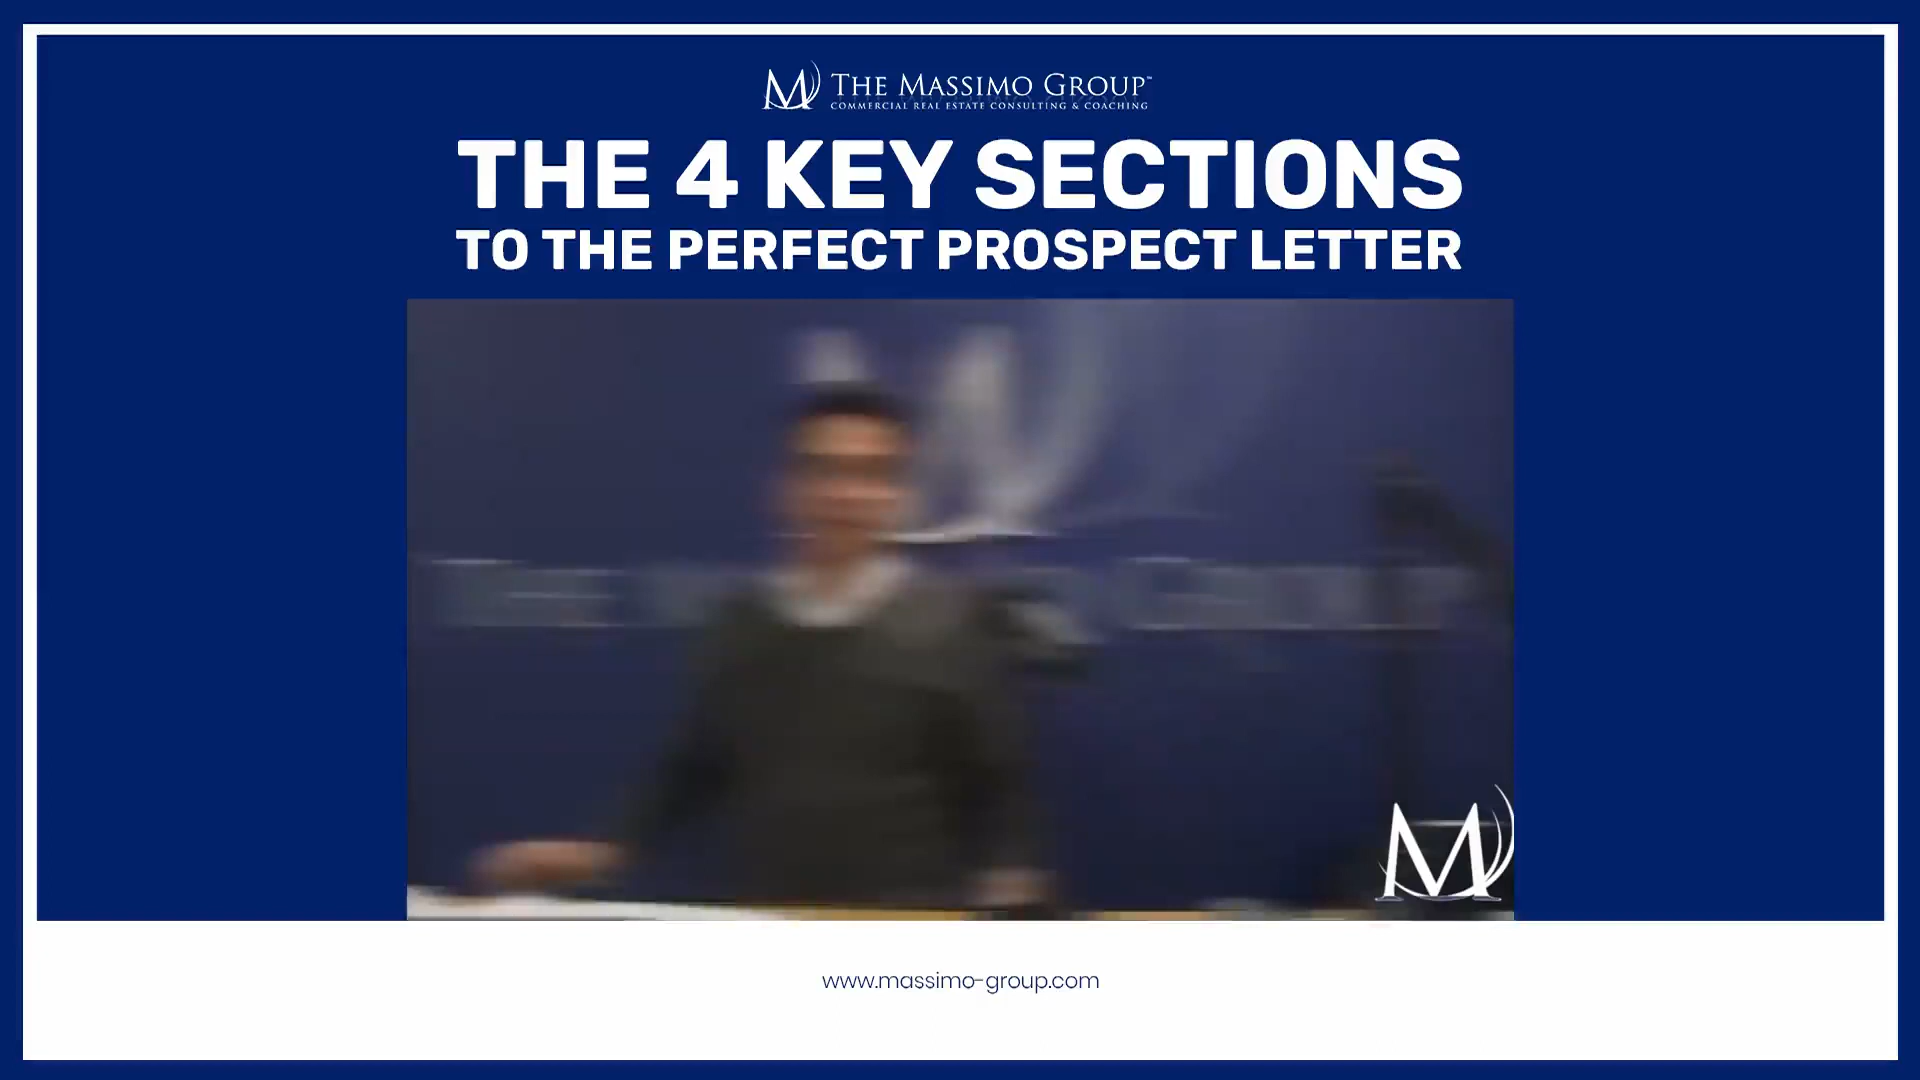 THE MASSIMO GROUP™
COMMERCIAL REAL ESTATE CONSULTING & COACHING
THE 4 KEY SECTIONS
TO THE PERFECT PROSPECT LETTER
M
www.massimo-group.com